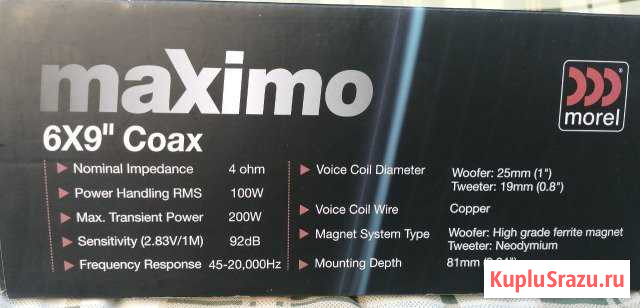 maximo
morel
6X9" Coax
Nominal Impedance 4 ohm
Power Handling RMS 100W
Max. Transient Power 200W
Sensitivity (2.83V/1M) 92dB
Frequency Response 45-20,000Hz
Voice Coil Diameter Woofer: 25mm (1")
Tweeter: 19mm (0.8")
Voice Coil Wire Copper
Magnet System Type Woofer: High grade ferrite magnet
Tweeter: Neodymium
Mounting Depth 81mm
KupluSrazu.ru